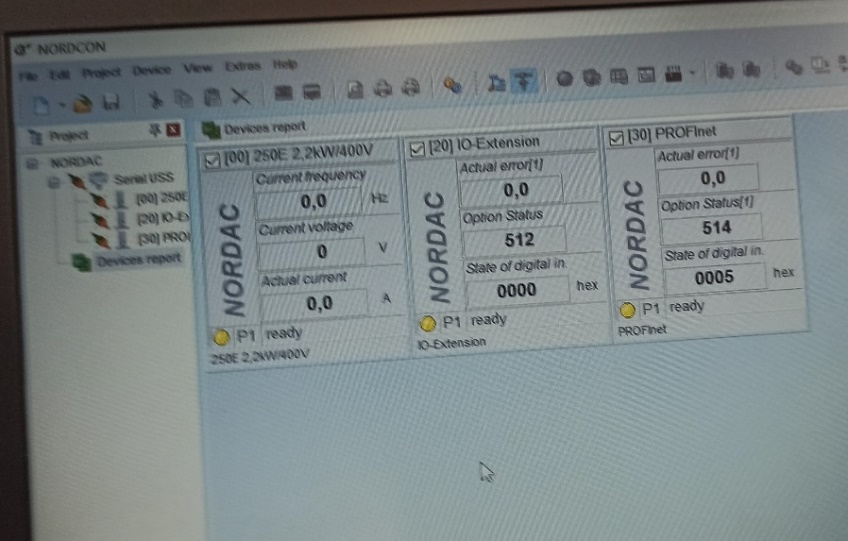 NORDCON
File Edit Project Device View Extras Help
Project
Devices report
NORDAC
Serial USS
[00] 250E
[20] IO-Ex
[30] PROI
Devices report
[00] 250E 2,2kW/400V
NORDAC
Current frequency
0,0 Hz
Current voltage
0 V
Actual current
0,0 A
P1 ready
250E 2,2kW/400V
[20] IO-Extension
NORDAC
Actual error[1]
0,0
Option Status
512
State of digital in.
0000 hex
P1 ready
IO-Extension
[30] PROFInet
NORDAC
Actual error[1]
0,0
Option Status[1]
514
State of digital in.
0005 hex
P1 ready
PROFInet